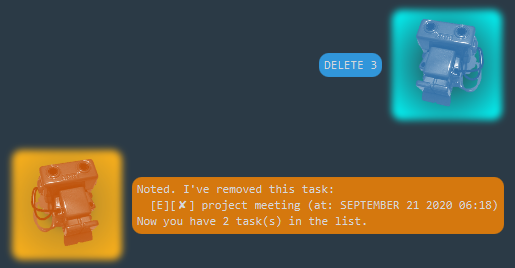 DELETE 3
Noted. I've removed this task:
[E][✘] project meeting (at: SEPTEMBER 21 2020 06:18)
Now you have 2 task(s) in the list.